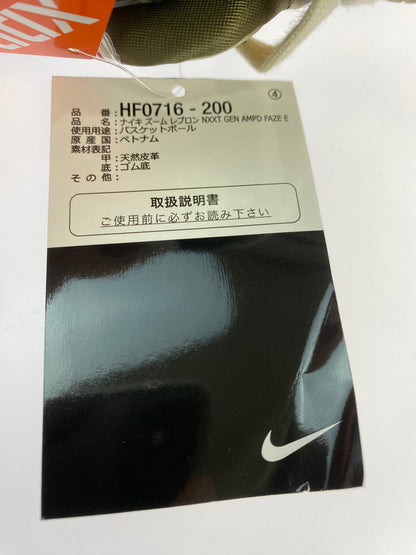 ④
品番：HF0716 - 200
品名：ナイキ ズーム レブロン NXXT GEN AMPD FAZE E
使用用途：バスケットボール
原産国：ベトナム
素材表記
甲：天然皮革
底：ゴム底
その他：
取扱説明書
ご使用前に必ずお読み下さい